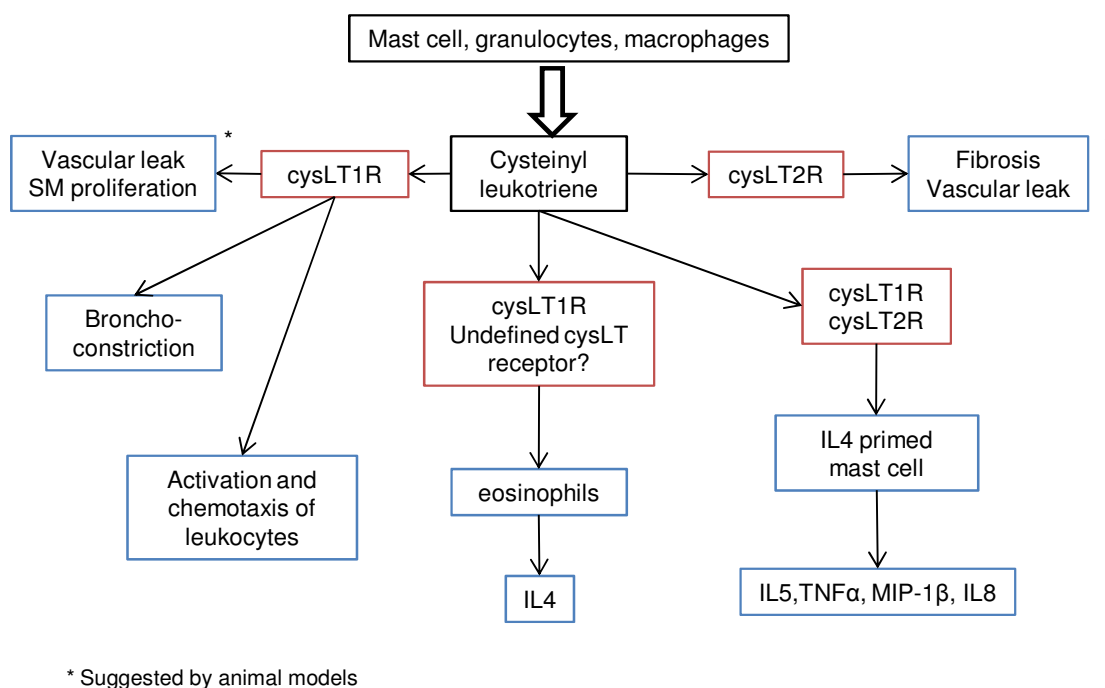 Mast cell, granulocytes, macrophages
*
Vascular leak
SM proliferation
cysLT1R
Cysteinyl
leukotriene
cysLT2R
Fibrosis
Vascular leak
Broncho-
constriction
cysLT1R
Undefined cysLT
receptor?
cysLT1R
cysLT2R
Activation and
chemotaxis of
leukocytes
eosinophils
IL4 primed
mast cell
IL4
IL5,TNFα, MIP-1β, IL8
* Suggested by animal models